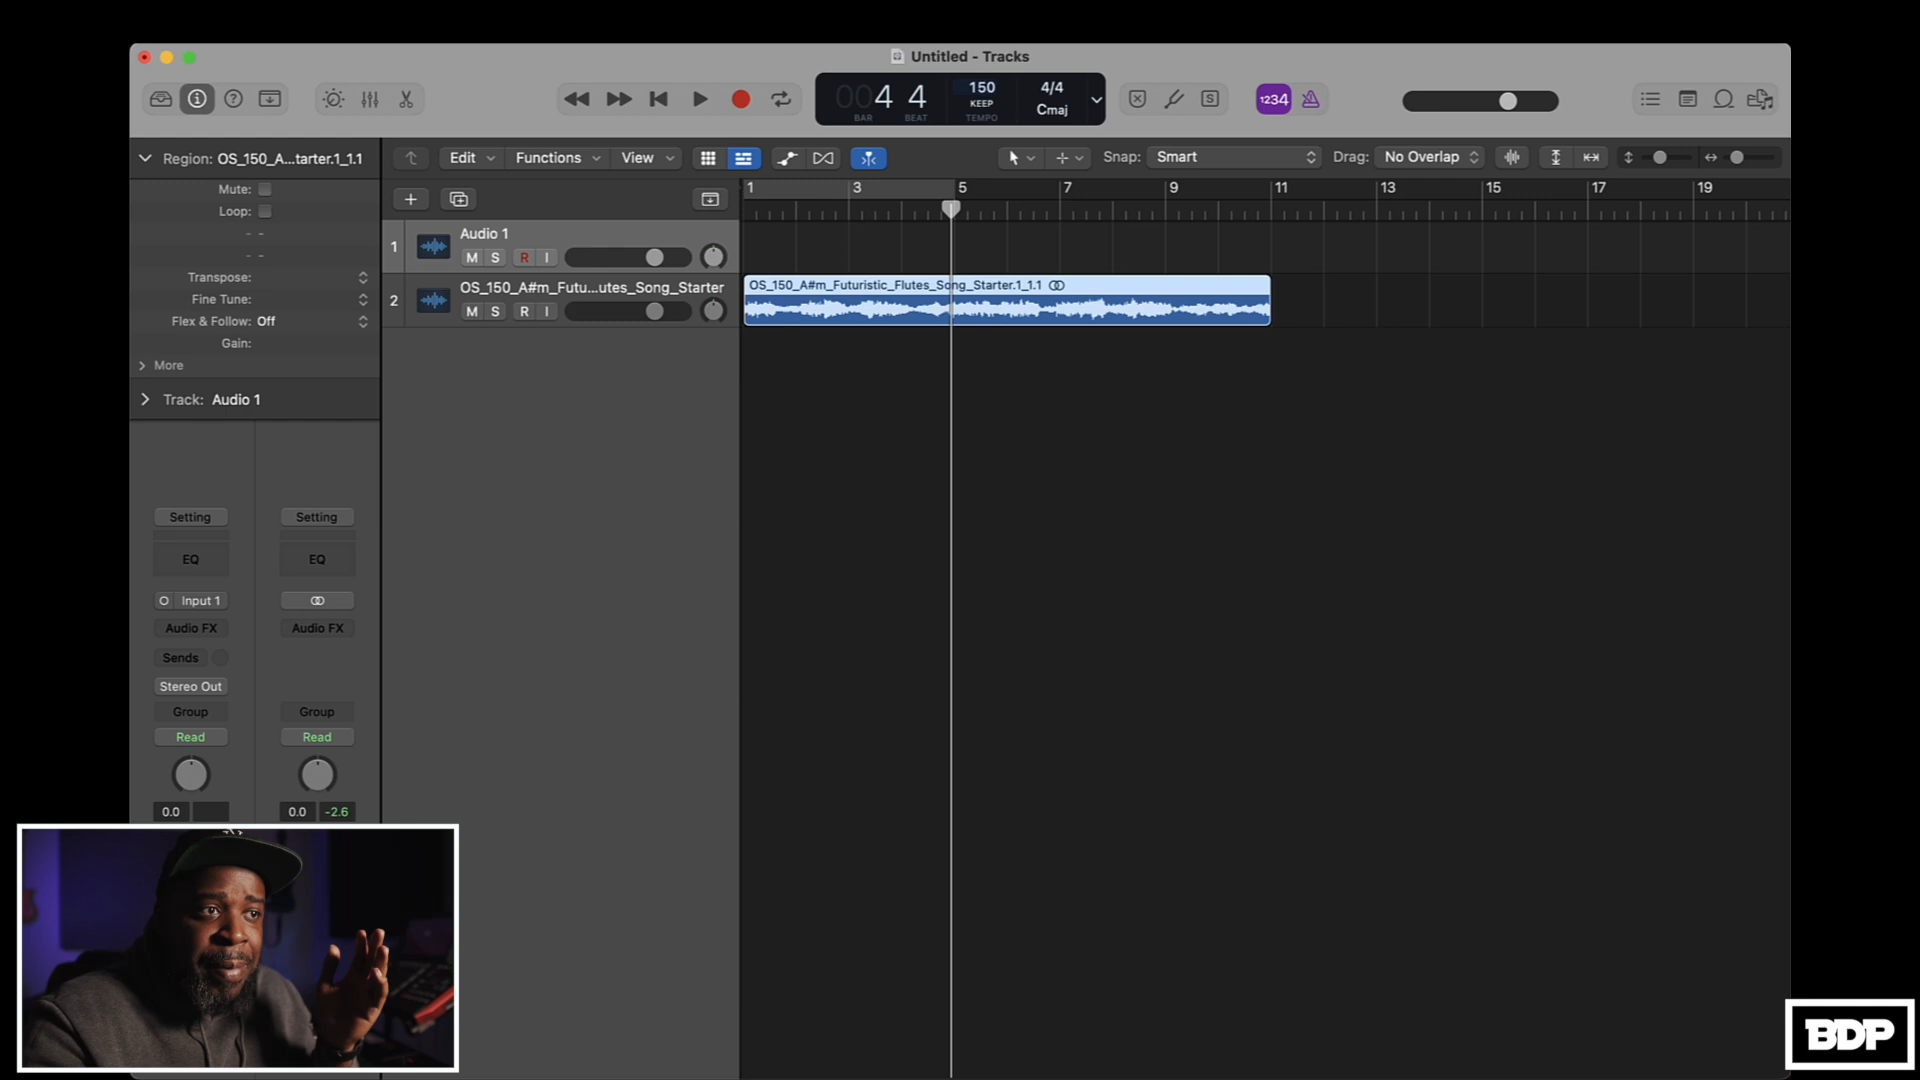 Untitled - Tracks
004 4
BAR BEAT
150
KEEP
TEMPO
4/4
Cmaj
1234
Region: OS_150_A...tarter.1_1.1
Mute:
Loop:
- -
- -
Transpose:
Fine Tune:
Flex & Follow: Off
Gain:
More
Track: Audio 1
Edit Functions View
Snap: Smart
Drag: No Overlap
1 3 5 7 9 11 13 15 17 19
1
Audio 1
M S R I
2
OS_150_A#m_Futu...utes_Song_Starter
M S R I
OS_150_A#m_Futuristic_Flutes_Song_Starter.1_1.1
Setting Setting
EQ EQ
Input 1
Audio FX Audio FX
Sends
Stereo Out
Group Group
Read Read
0.0 0.0 -2.6
BDP